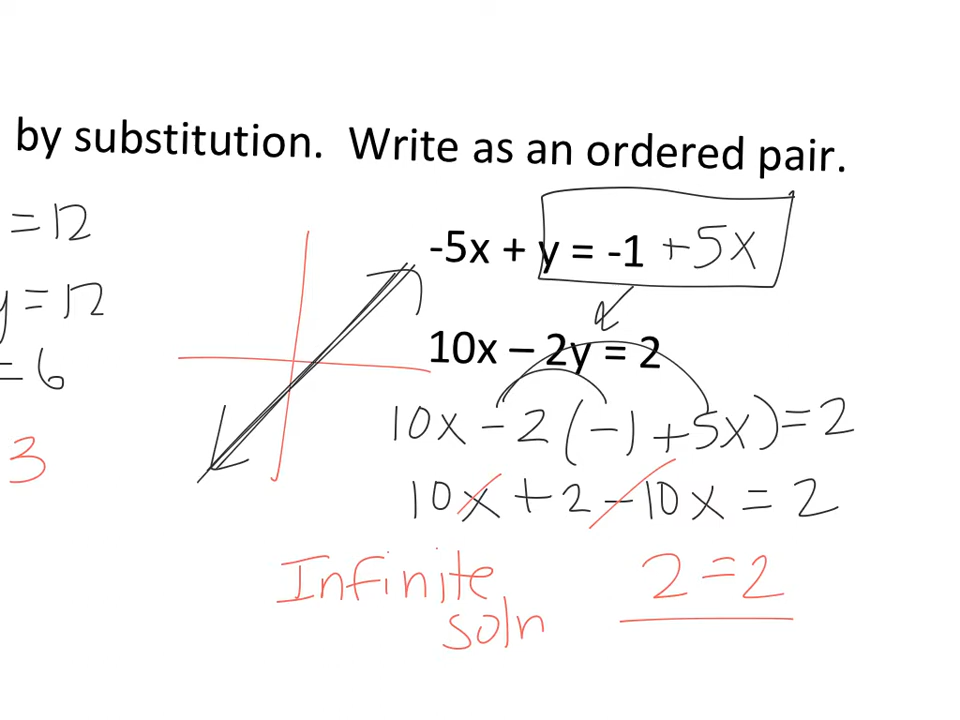 by substitution. Write as an ordered pair.
= 12
y = 12
= 6
3
-5x + y = -1 +5x
10x – 2y = 2
10x - 2(-1 +5x) = 2
10x + 2 - 10x = 2
2 = 2
Infinite
soln